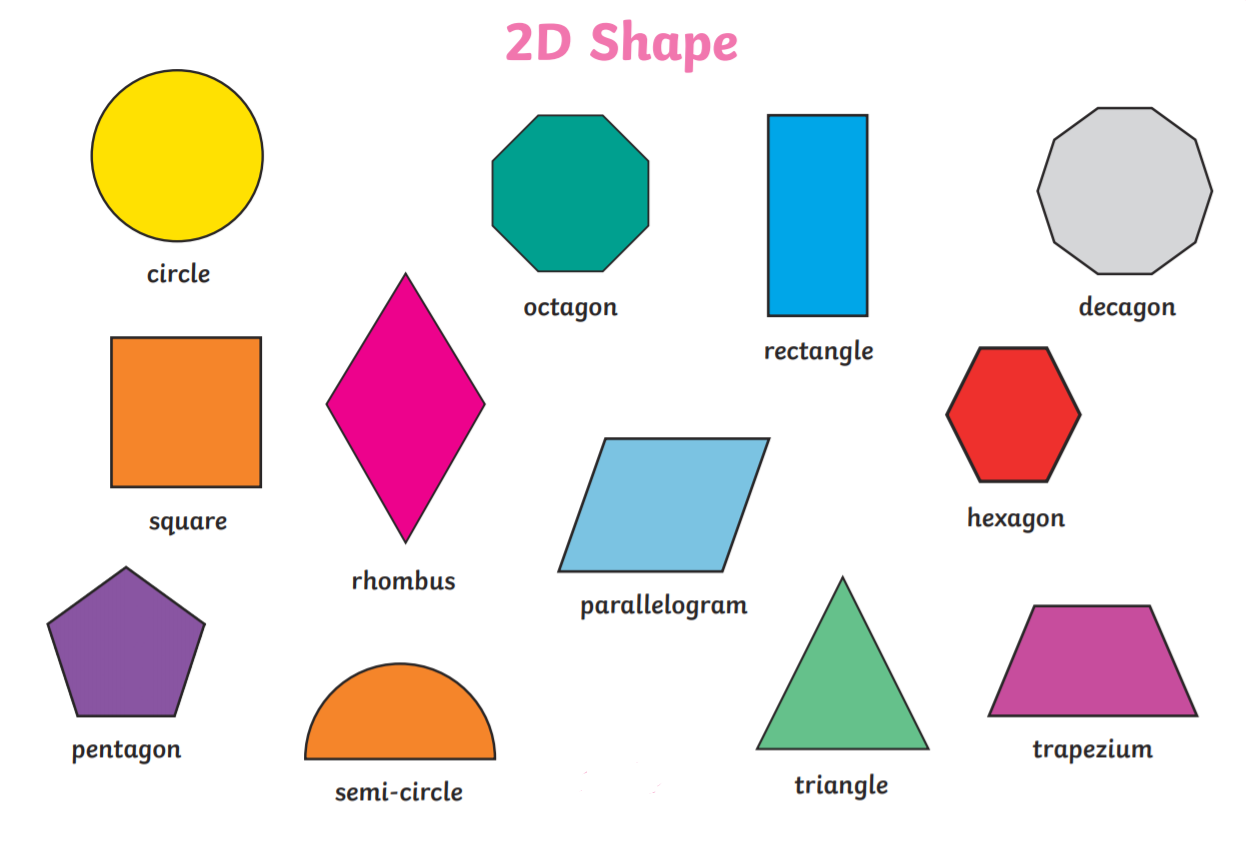 2D Shape
circle
octagon
rectangle
decagon
square
rhombus
parallelogram
hexagon
pentagon
semi-circle
triangle
trapezium